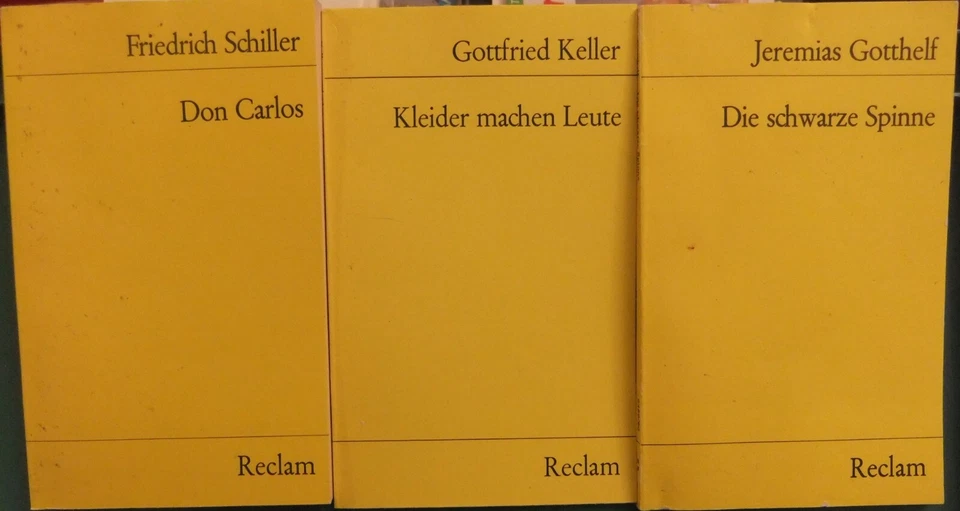 Friedrich Schiller
Don Carlos
Reclam
Gottfried Keller
Kleider machen Leute
Reclam
Jeremias Gotthelf
Die schwarze Spinne
Reclam